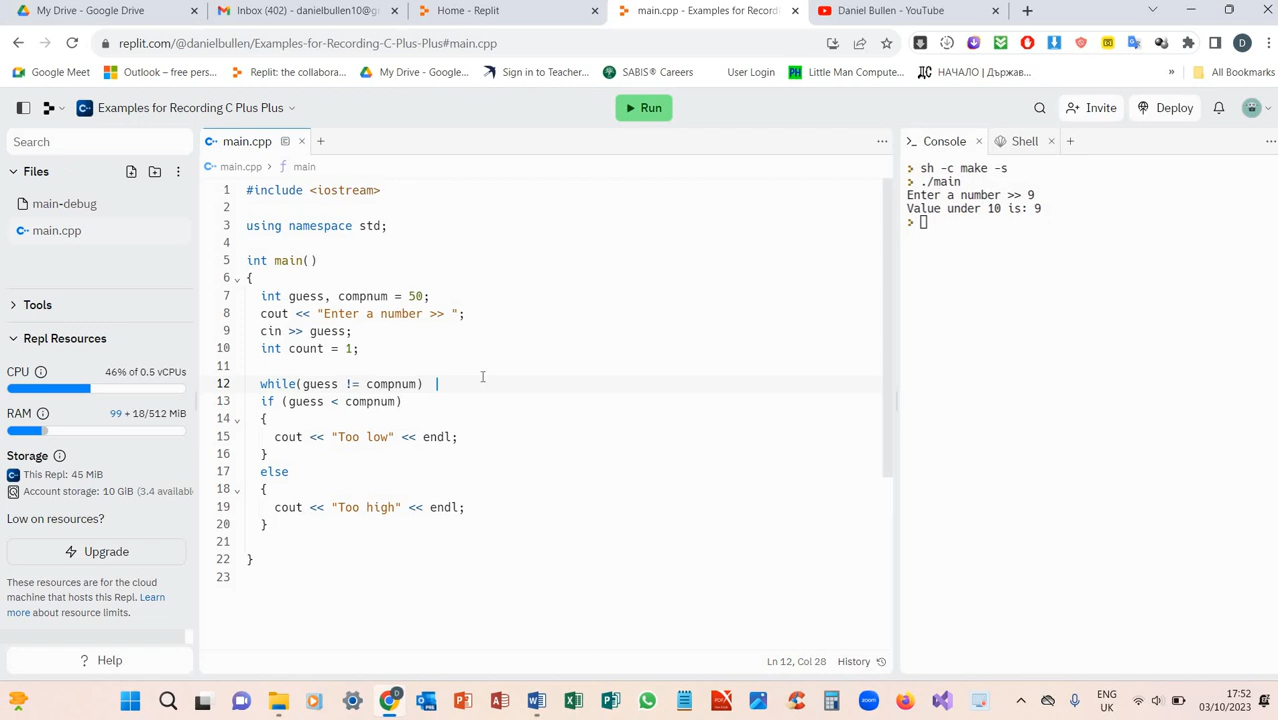 My Drive - Google Drive
Inbox (402) - danielbullen10@g
Home - Replit
main.cpp - Examples for Recordi
Daniel Bullen - YouTube
replit.com/@danielbullen/Examples for Recording-C-Plus-Plus#main.cpp
D
Google Meet
Outlook – free pers...
Replit: the collabora...
My Drive - Google...
Sign in to Teacher...
SABIS® Careers
User Login
PH Little Man Compute...
НАЧАЛО | Държав...
»
All Bookmarks
C++ Examples for Recording C Plus Plus
Run
Invite
Deploy
Search
Files
main-debug
main.cpp
Tools
Repl Resources
CPU 46% of 0.5 vCPUs
RAM 99 + 18/512 MiB
Storage
This Repl: 45 MiB
Account storage: 10 GiB (3.4 available
Low on resources?
Upgrade
These resources are for the cloud
machine that hosts this Repl. Learn
more about resource limits.
? Help
main.cpp
main.cpp > main
1 #include <iostream>
2
3 using namespace std;
4
5 int main()
6 {
7 int guess, compnum = 50;
8 cout << "Enter a number >> ";
9 cin >> guess;
10 int count = 1;
11
12 while(guess != compnum)
13 if (guess < compnum)
14 {
15 cout << "Too low" << endl;
16 }
17 else
18 {
19 cout << "Too high" << endl;
20 }
21
22 }
23
Ln 12, Col 28 History
Console
Shell
sh -c make -s
./main
Enter a number >> 9
Value under 10 is: 9
ENG
UK
17:52
03/10/2023